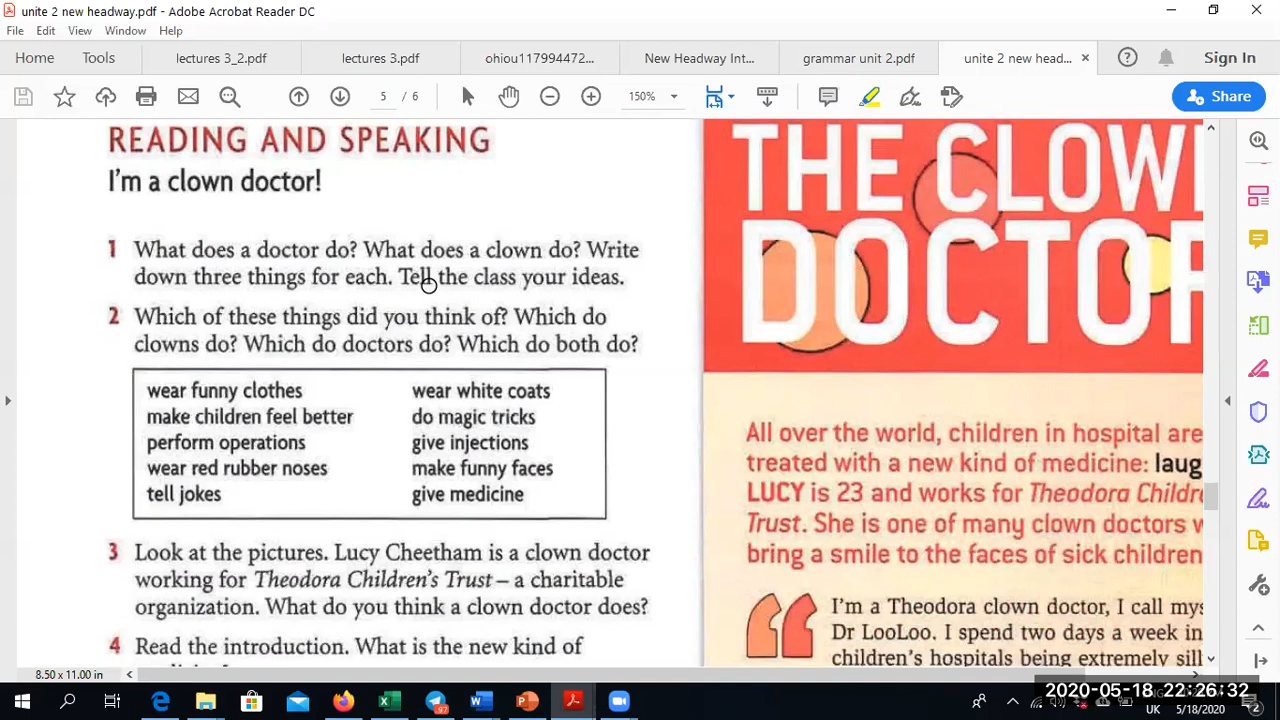 unite 2 new headway.pdf - Adobe Acrobat Reader DC
File Edit View Window Help
Home Tools lectures 3_2.pdf lectures 3.pdf ohiou117994472... New Headway Int... grammar unit 2.pdf unite 2 new head... Sign In
5 / 6 150% Share
READING AND SPEAKING
I'm a clown doctor!
1 What does a doctor do? What does a clown do? Write
down three things for each. Tell the class your ideas.
2 Which of these things did you think of? Which do
clowns do? Which do doctors do? Which do both do?
wear funny clothes wear white coats
make children feel better do magic tricks
perform operations give injections
wear red rubber noses make funny faces
tell jokes give medicine
3 Look at the pictures. Lucy Cheetham is a clown doctor
working for Theodora Children's Trust – a charitable
organization. What do you think a clown doctor does?
4 Read the introduction. What is the new kind of
THE CLOWN
DOCTOR
All over the world, children in hospital are
treated with a new kind of medicine: laug
LUCY is 23 and works for Theodora Childre
Trust. She is one of many clown doctors w
bring a smile to the faces of sick children
I'm a Theodora clown doctor, I call mys
Dr LooLoo. I spend two days a week in
children's hospitals being extremely sill
8.50 x 11.00 in
97
2020-05-18 22:26:32
UK 5/18/2020 2